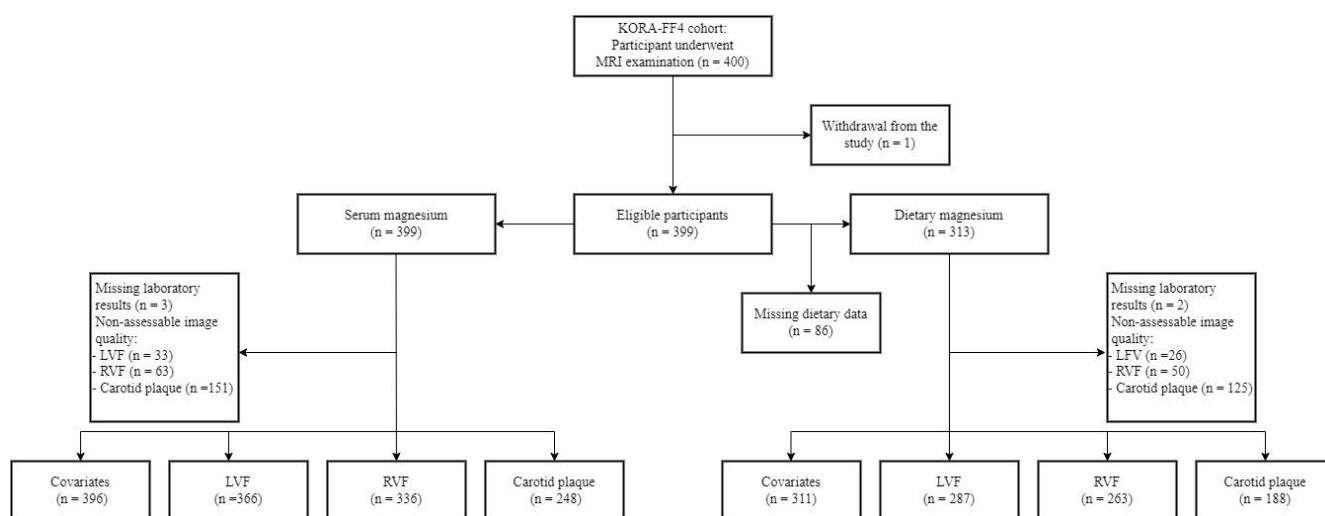 KORA-FF4 cohort:
Participant underwent
MRI examination (n = 400)
Withdrawal from the
study (n = 1)
Serum magnesium
(n = 399)
Eligible participants
(n = 399)
Dietary magnesium
(n = 313)
Missing laboratory
results (n = 3)
Non-assessable image
quality:
- LVF (n = 33)
- RVF (n = 63)
- Carotid plaque (n =151)
Missing dietary data
(n = 86)
Missing laboratory
results (n = 2)
Non-assessable image
quality:
- LFV (n =26)
- RVF (n = 50)
- Carotid plaque (n = 125)
Covariates
(n = 396)
LVF
(n =366)
RVF
(n = 336)
Carotid plaque
(n = 248)
Covariates
(n = 311)
LVF
(n = 287)
RVF
(n = 263)
Carotid plaque
(n = 188)